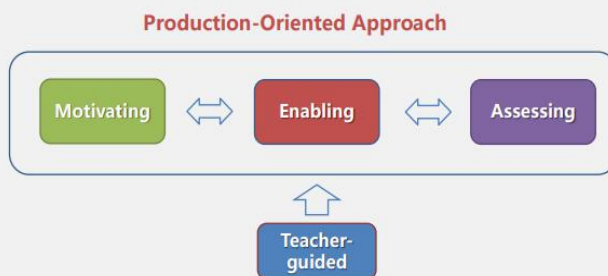 Production-Oriented Approach
Motivating
Enabling
Assessing
Teacher-
guided